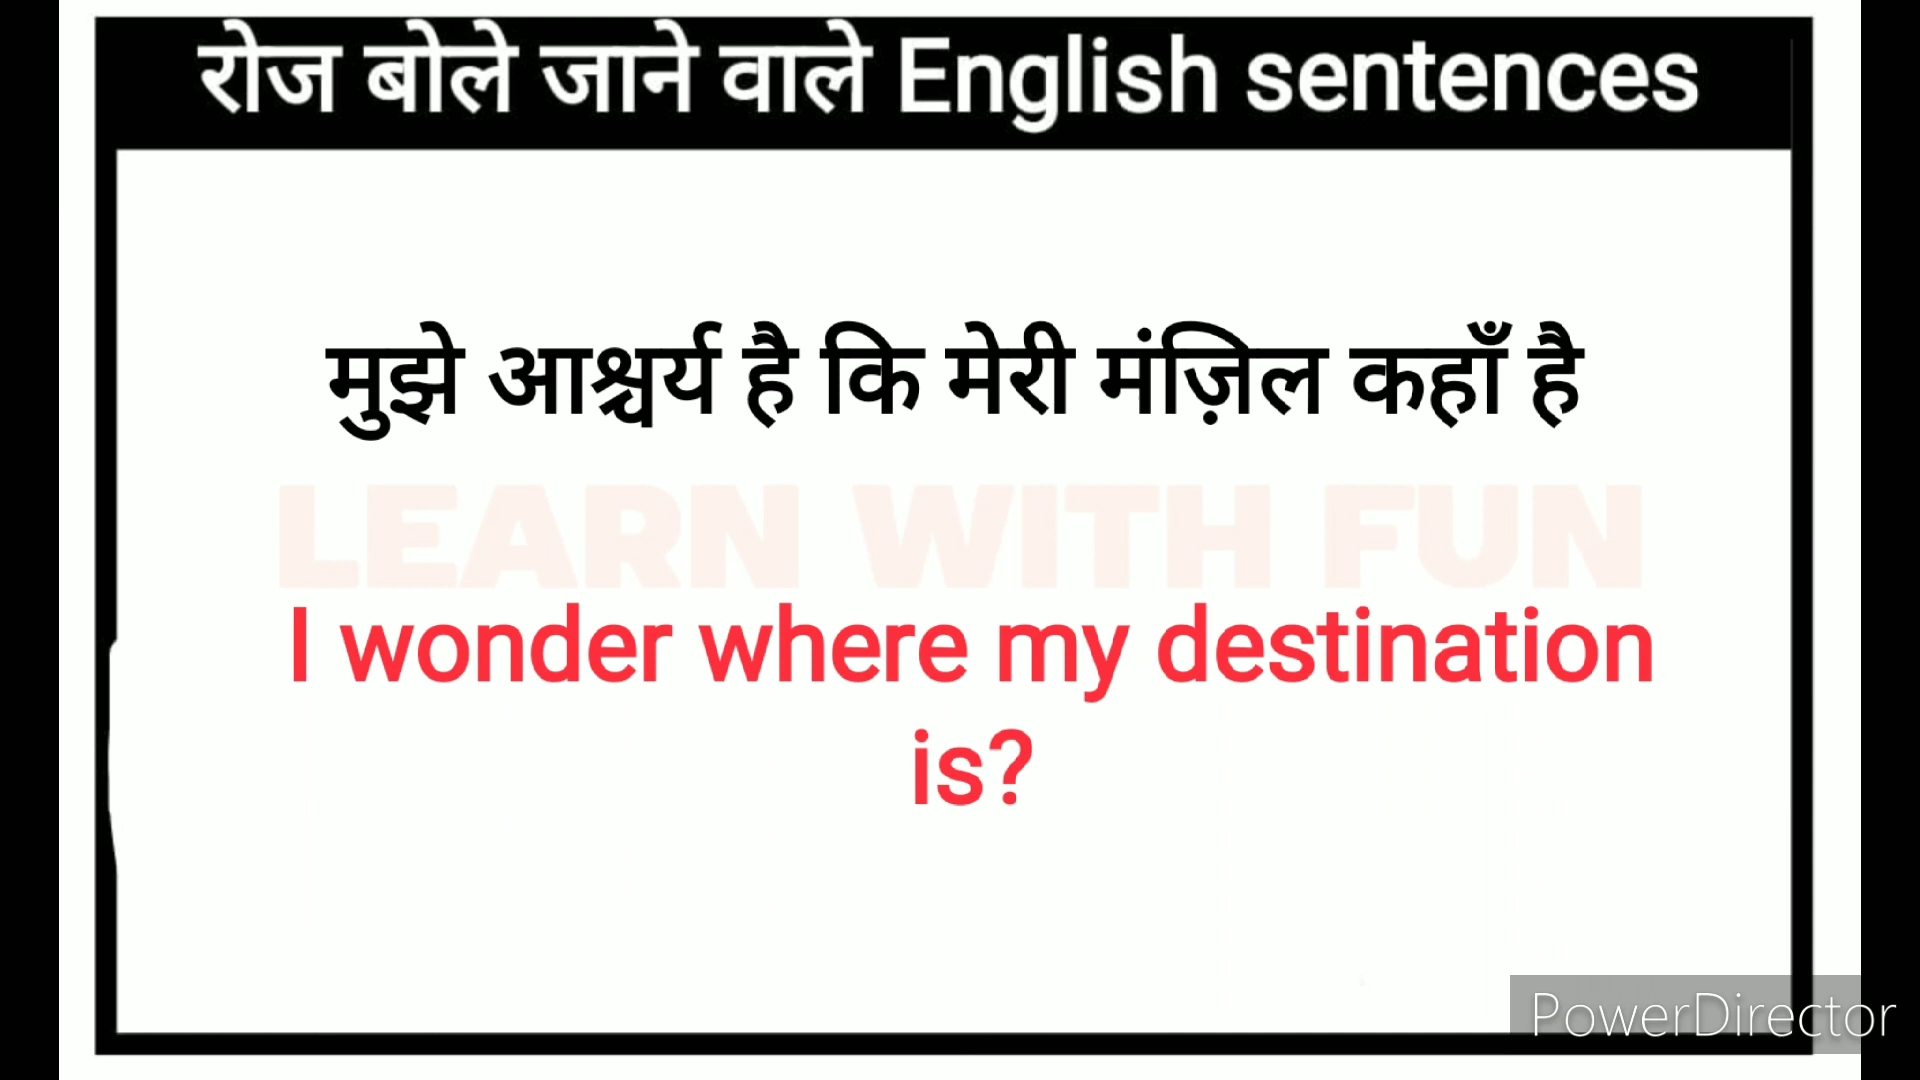 रोज बोले जाने वाले English sentences
मुझे आश्चर्य है कि मेरी मंज़िल कहाँ है
LEARN WITH FUN
I wonder where my destination
is?
PowerDirector